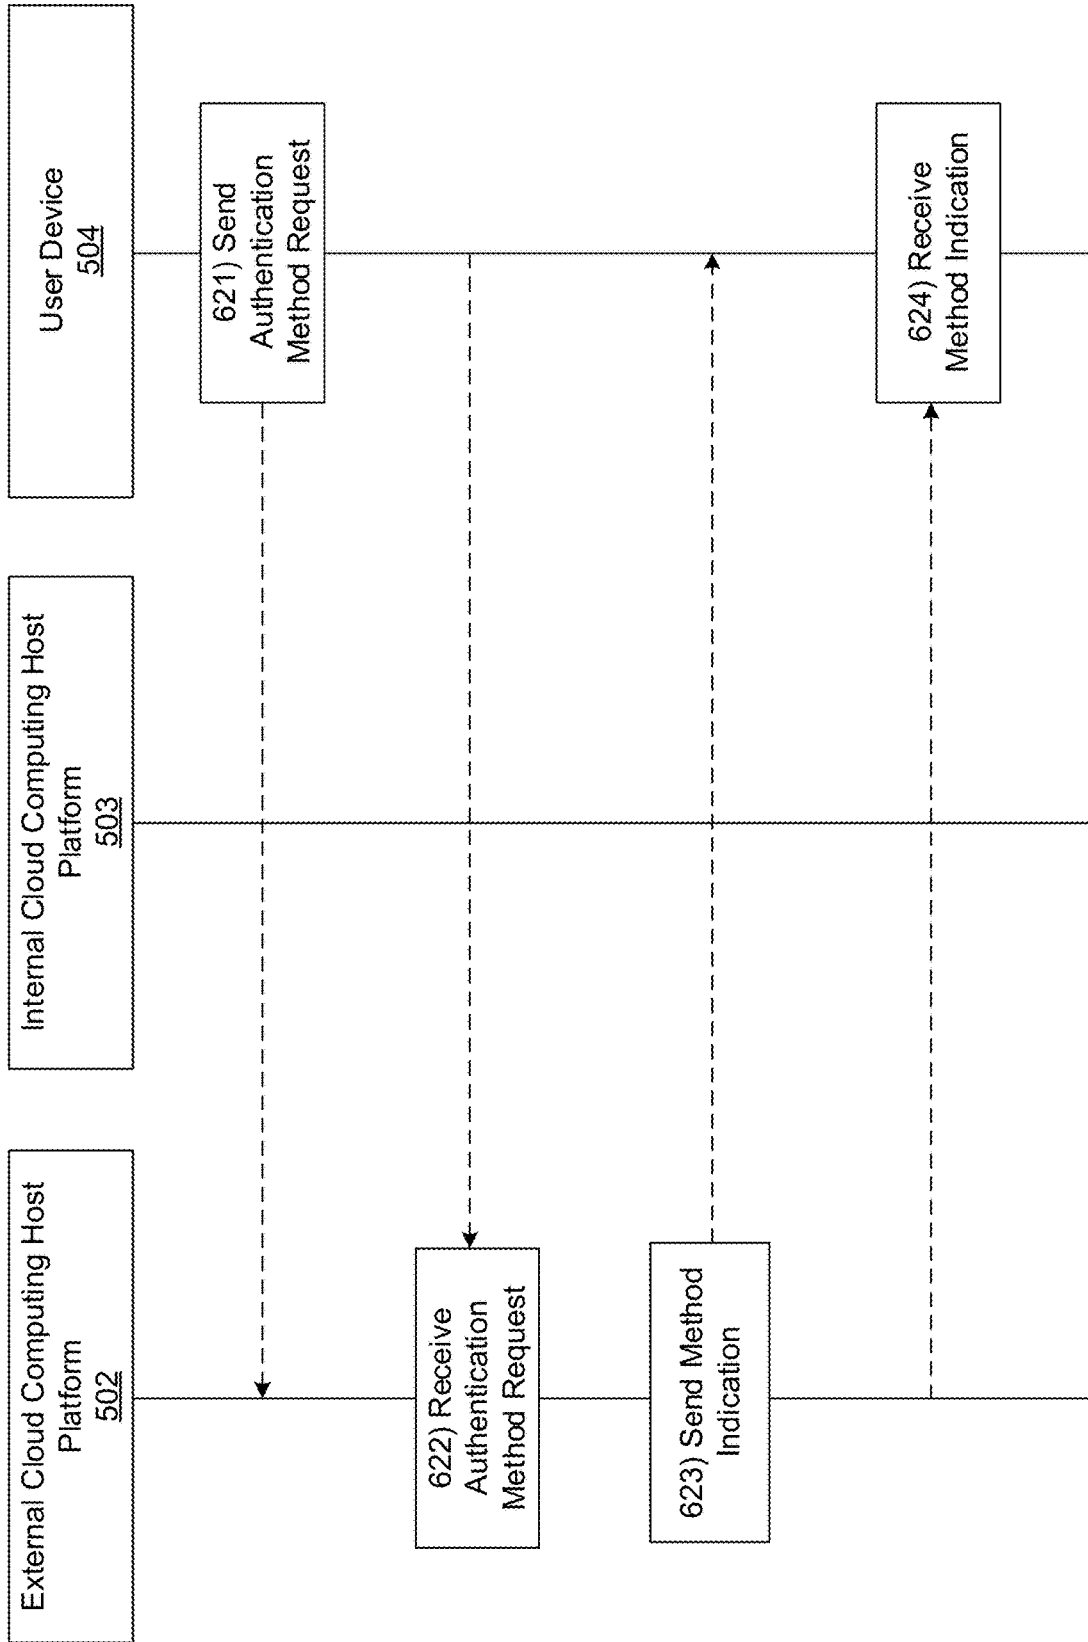 External Cloud Computing Host
Platform
502
Internal Cloud Computing Host
Platform
503
User Device
504
621) Send
Authentication
Method Request
622) Receive
Authentication
Method Request
623) Send Method
Indication
624) Receive
Method Indication